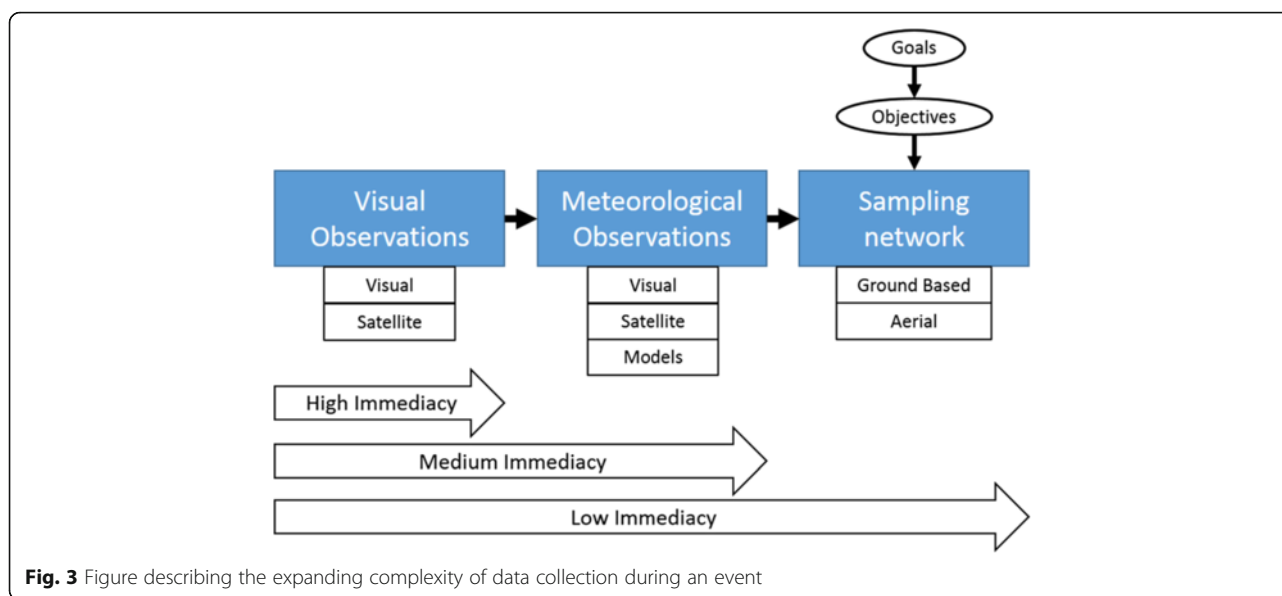 Goals
Objectives
Visual
Observations
Meteorological
Observations
Sampling
network
Visual
Satellite
Visual
Satellite
Models
Ground Based
Aerial
High Immediacy
Medium Immediacy
Low Immediacy
Fig. 3 Figure describing the expanding complexity of data collection during an event